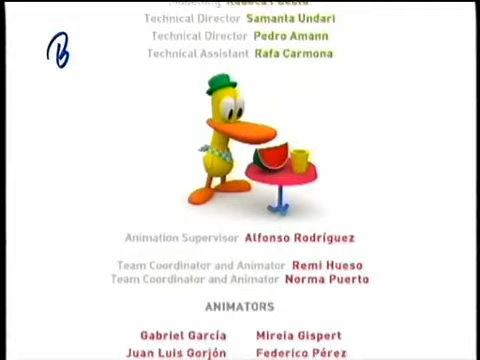 Technical Director Samanta Undari
Technical Director Pedro Amann
Technical Assistant Rafa Carmona
Animation Supervisor Alfonso Rodríguez
Team Coordinator and Animator Remi Hueso
Team Coordinator and Animator Norma Puerto
ANIMATORS
Gabriel García Mireia Gispert
Juan Luis Gorjón Federico Pérez